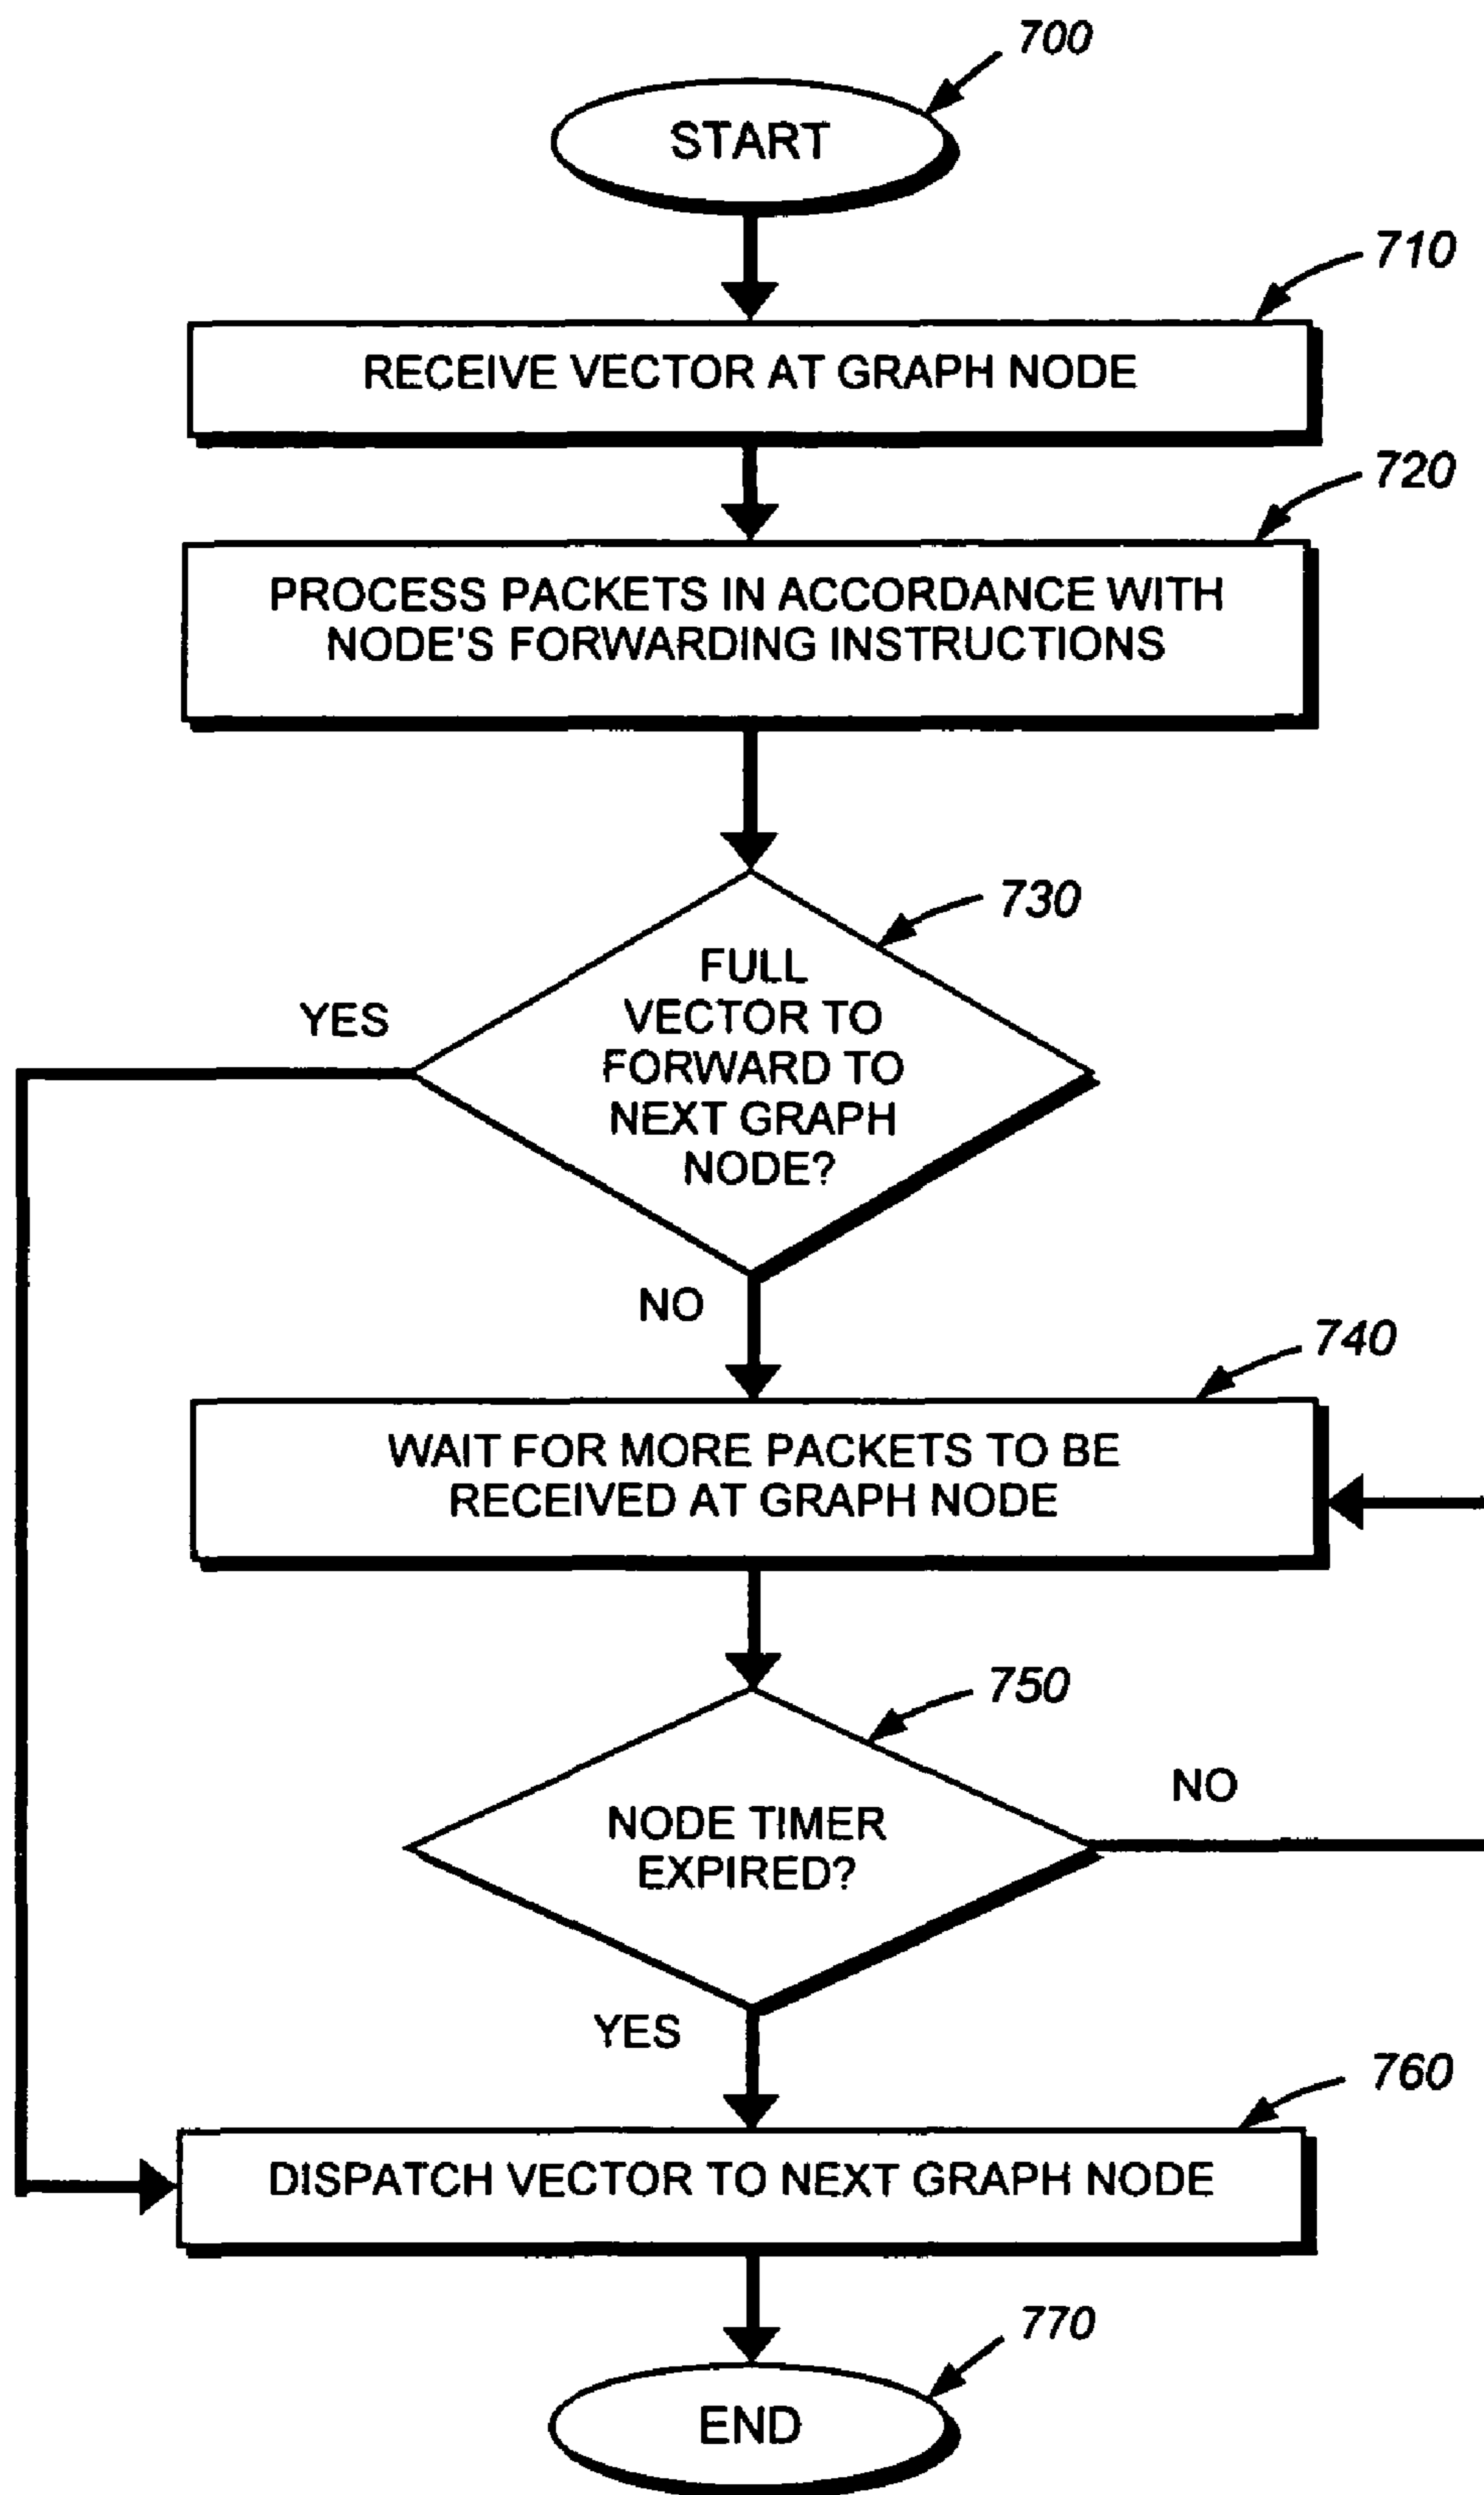 700
START
710
RECEIVE VECTOR AT GRAPH NODE
720
PROCESS PACKETS IN ACCORDANCE WITH
NODE'S FORWARDING INSTRUCTIONS
730
FULL
VECTOR TO
FORWARD TO
NEXT GRAPH
NODE?
YES
NO
740
WAIT FOR MORE PACKETS TO BE
RECEIVED AT GRAPH NODE
750
NODE TIMER
EXPIRED?
NO
YES
760
DISPATCH VECTOR TO NEXT GRAPH NODE
770
END